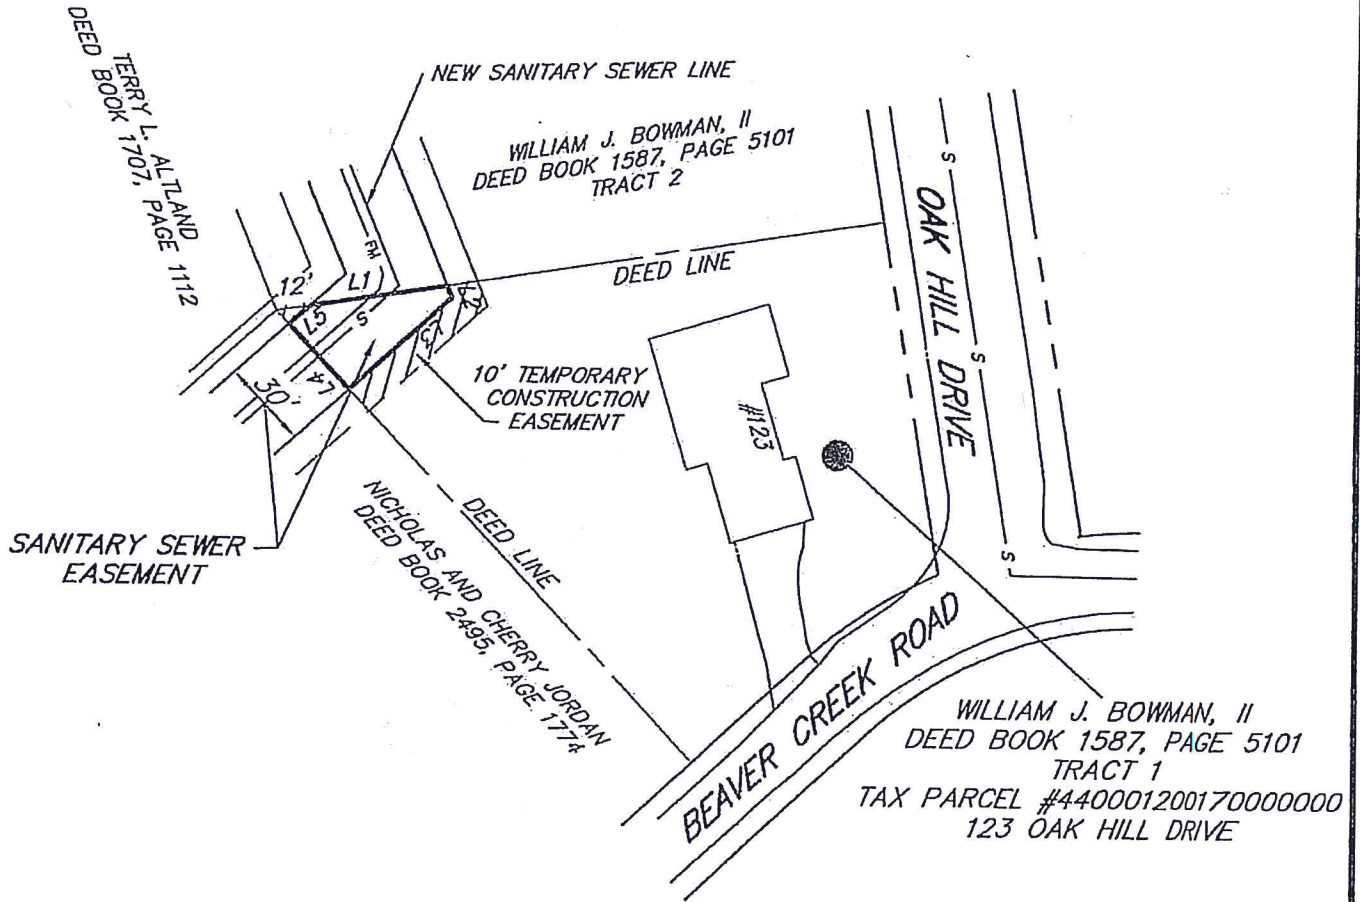 TERRY L. ALTLAND
DEED BOOK 1707, PAGE 1112
NEW SANITARY SEWER LINE
WILLIAM J. BOWMAN, II
DEED BOOK 1587, PAGE 5101
TRACT 2
S
OAK HILL DRIVE
FM
12'
L1
L2
DEED LINE
L5
S
L3
S
L4
30'
10' TEMPORARY
CONSTRUCTION
EASEMENT
#123
SANITARY SEWER
EASEMENT
DEED LINE
NICHOLAS AND CHERRY JORDAN
DEED BOOK 2495, PAGE 1774
S
BEAVER CREEK ROAD
WILLIAM J. BOWMAN, II
DEED BOOK 1587, PAGE 5101
TRACT 1
TAX PARCEL #440001200170000000
123 OAK HILL DRIVE